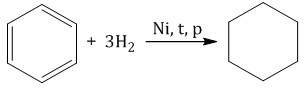 + 3H₂ Ni, t, p